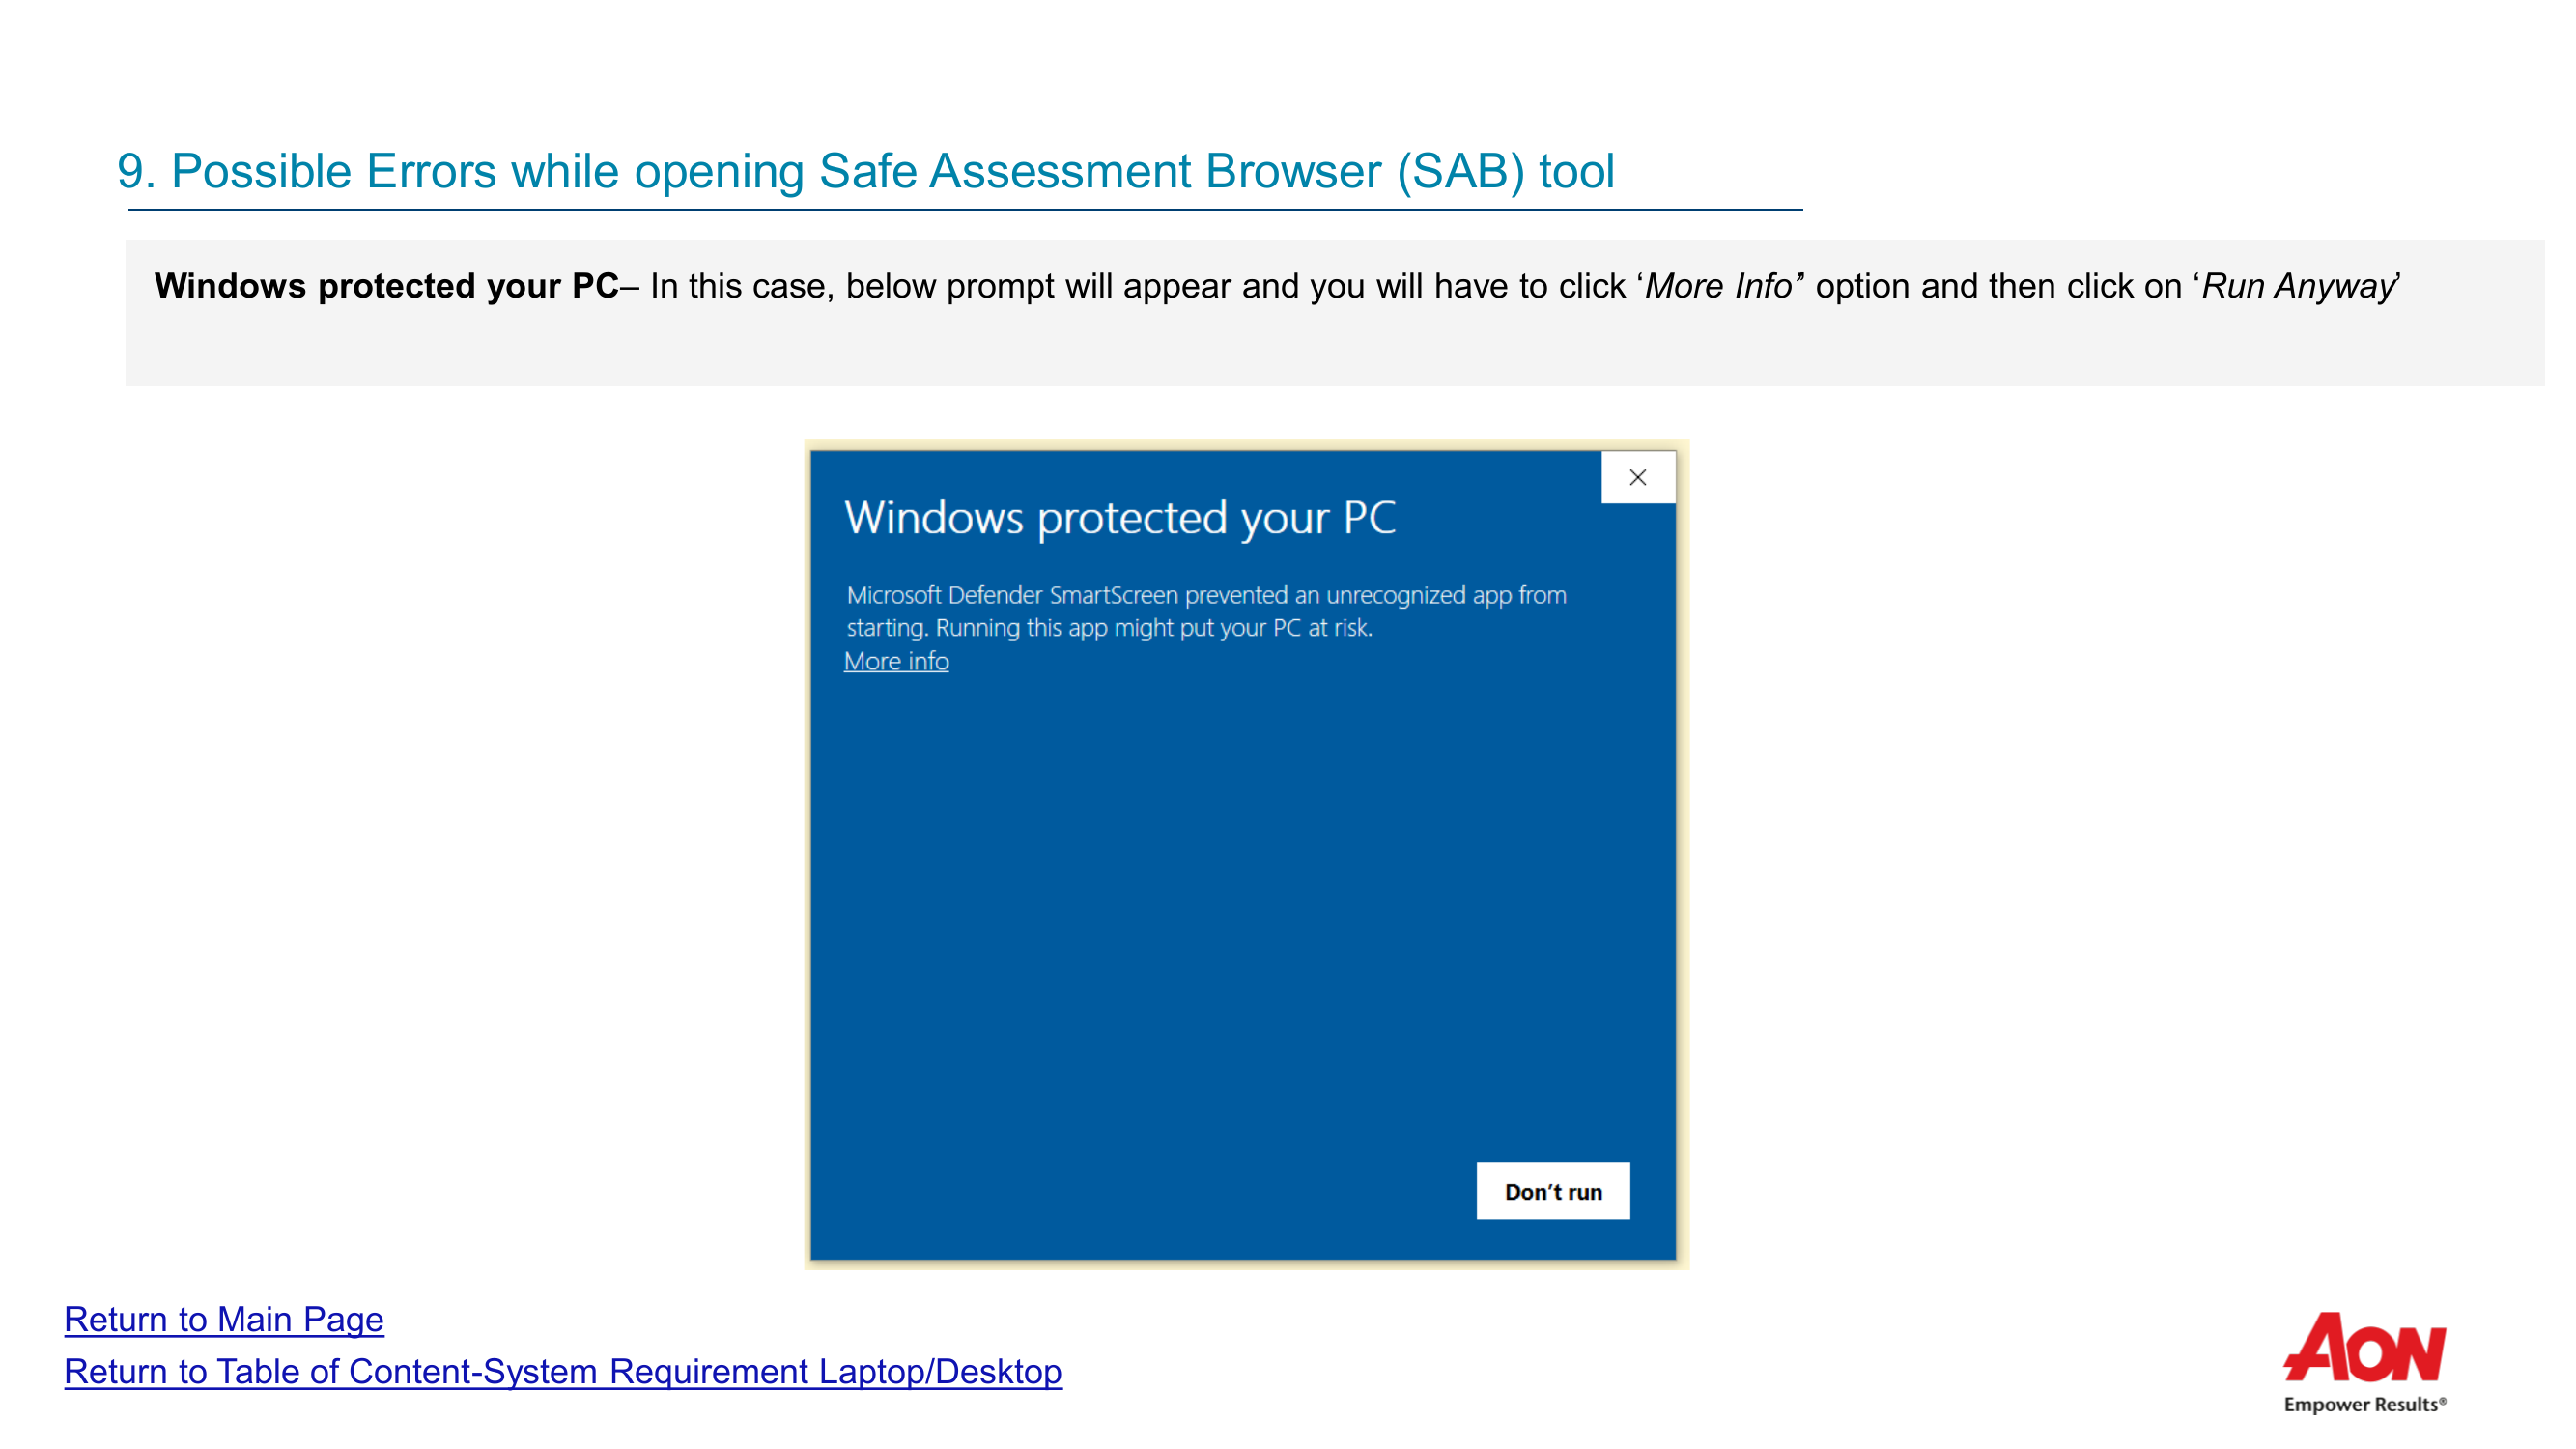 9. Possible Errors while opening Safe Assessment Browser (SAB) tool
Windows protected your PC– In this case, below prompt will appear and you will have to click ‘More Info’’ option and then click on ‘Run Anyway’
Windows protected your PC
Microsoft Defender SmartScreen prevented an unrecognized app from
starting. Running this app might put your PC at risk.
More info
Don’t run
Return to Main Page
Return to Table of Content-System Requirement Laptop/Desktop
AON
Empower Results®